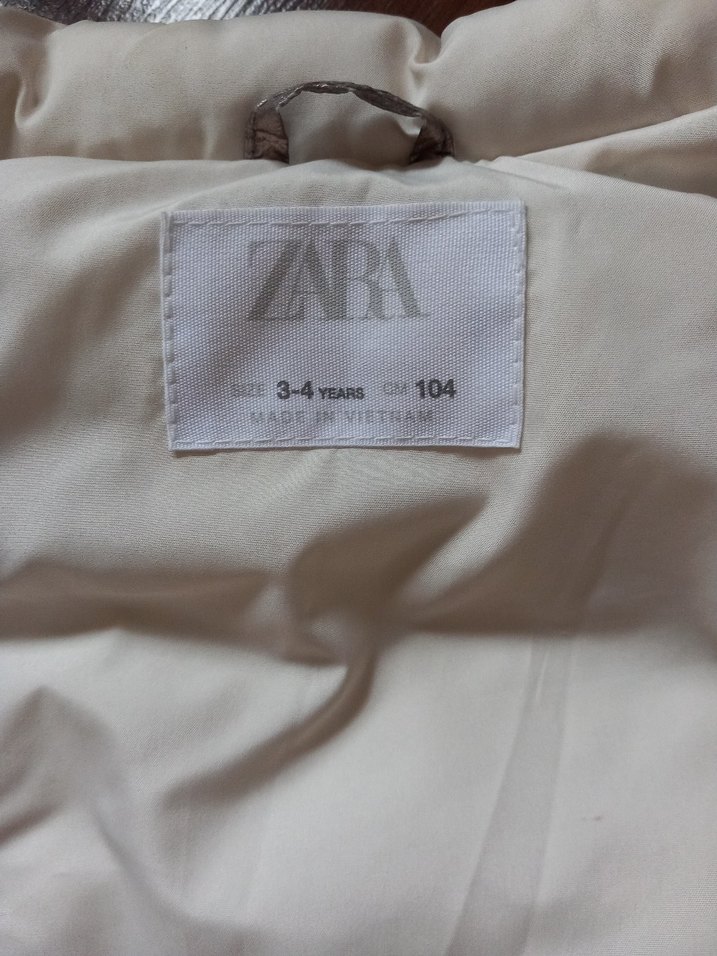 ZARA
SIZE 3-4 YEARS CM 104
MADE IN VIETNAM